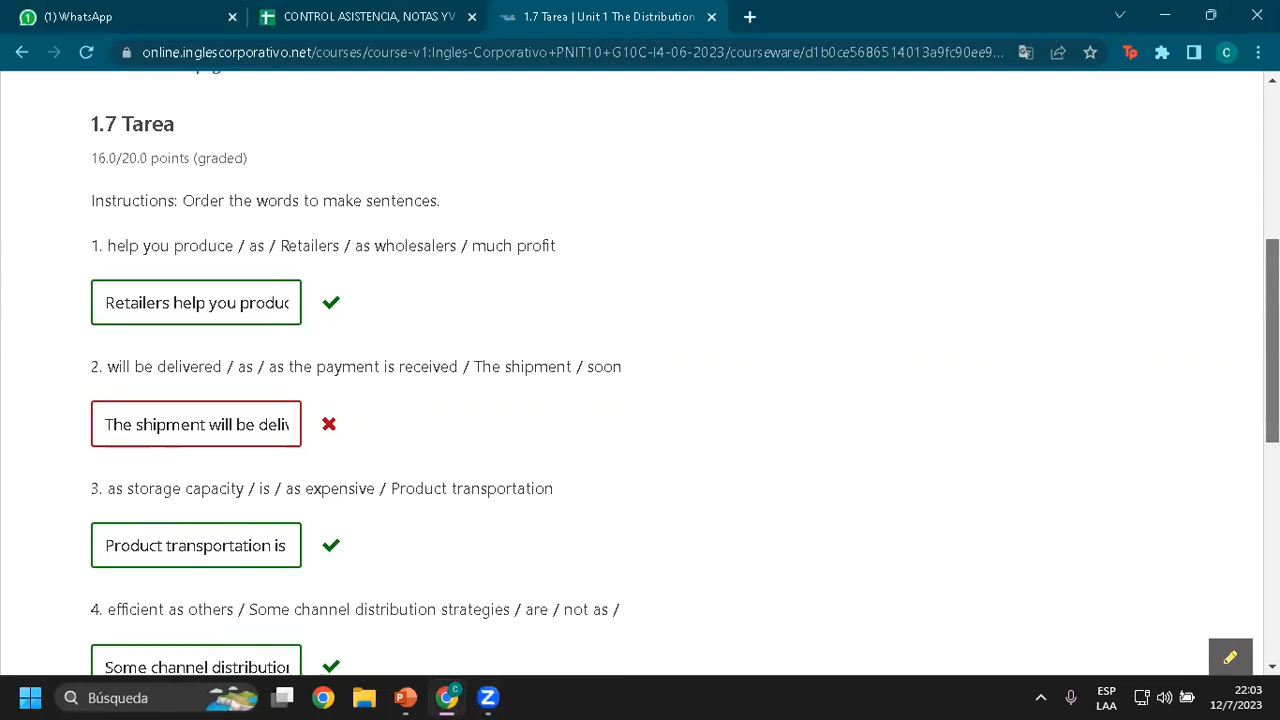 (1) WhatsApp
CONTROL ASISTENCIA, NOTAS YV
1.7 Tarea | Unit 1 The Distribution
online.inglescorporativo.net/courses/course-v1:Ingles-Corporativo+PNIT10+G10C-I4-06-2023/courseware/d1b0ce5686514013a9fc90ee9...
1.7 Tarea
16.0/20.0 points (graded)
Instructions: Order the words to make sentences.
1. help you produce / as / Retailers / as wholesalers / much profit
Retailers help you produc
2. will be delivered / as / as the payment is received / The shipment / soon
The shipment will be deliv
3. as storage capacity / is / as expensive / Product transportation
Product transportation is
4. efficient as others / Some channel distribution strategies / are / not as /
Some channel distribution
Búsqueda
ESP
LAA
22:03
12/7/2023